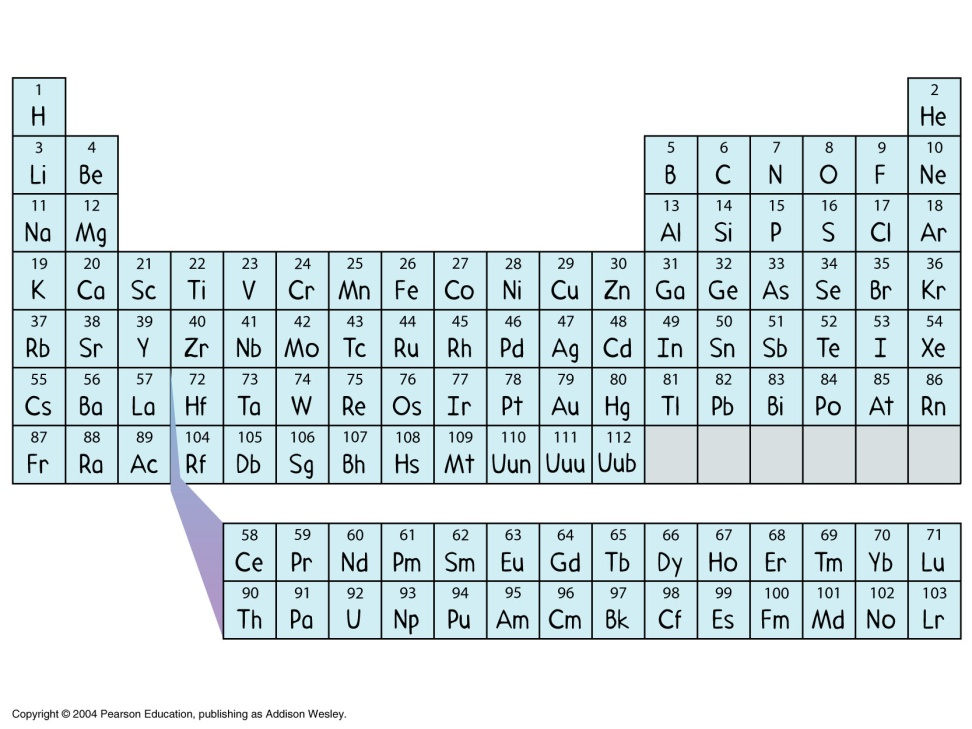 1 2
H He
3 4 5 6 7 8 9 10
Li Be B C N O F Ne
11 12 13 14 15 16 17 18
Na Mg Al Si P S Cl Ar
19 20 21 22 23 24 25 26 27 28 29 30 31 32 33 34 35 36
K Ca Sc Ti V Cr Mn Fe Co Ni Cu Zn Ga Ge As Se Br Kr
37 38 39 40 41 42 43 44 45 46 47 48 49 50 51 52 53 54
Rb Sr Y Zr Nb Mo Tc Ru Rh Pd Ag Cd In Sn Sb Te I Xe
55 56 57 72 73 74 75 76 77 78 79 80 81 82 83 84 85 86
Cs Ba La Hf Ta W Re Os Ir Pt Au Hg Tl Pb Bi Po At Rn
87 88 89 104 105 106 107 108 109 110 111 112
Fr Ra Ac Rf Db Sg Bh Hs Mt Uun Uuu Uub
58 59 60 61 62 63 64 65 66 67 68 69 70 71
Ce Pr Nd Pm Sm Eu Gd Tb Dy Ho Er Tm Yb Lu
90 91 92 93 94 95 96 97 98 99 100 101 102 103
Th Pa U Np Pu Am Cm Bk Cf Es Fm Md No Lr
Copyright © 2004 Pearson Education, publishing as Addison Wesley.